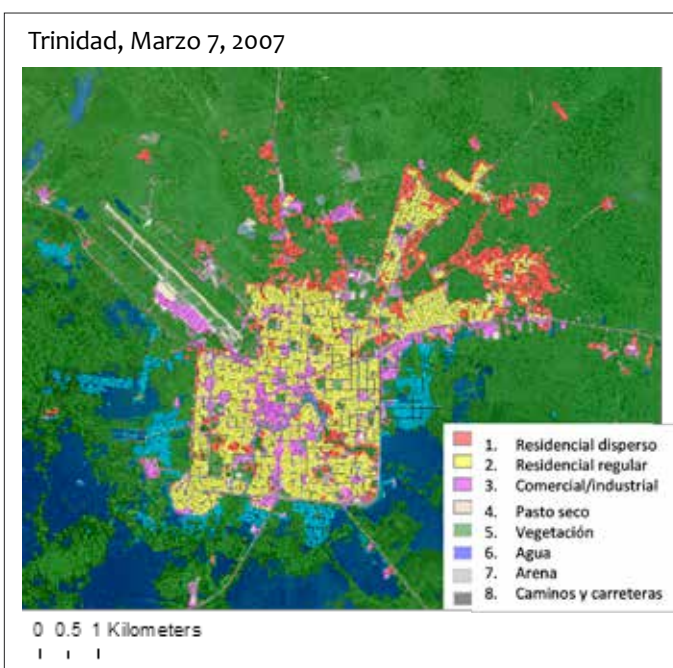 Trinidad, Marzo 7, 2007
1. Residencial disperso
2. Residencial regular
3. Comercial/industrial
4. Pasto seco
5. Vegetación
6. Agua
7. Arena
8. Caminos y carreteras
0 0.5 1 Kilometers